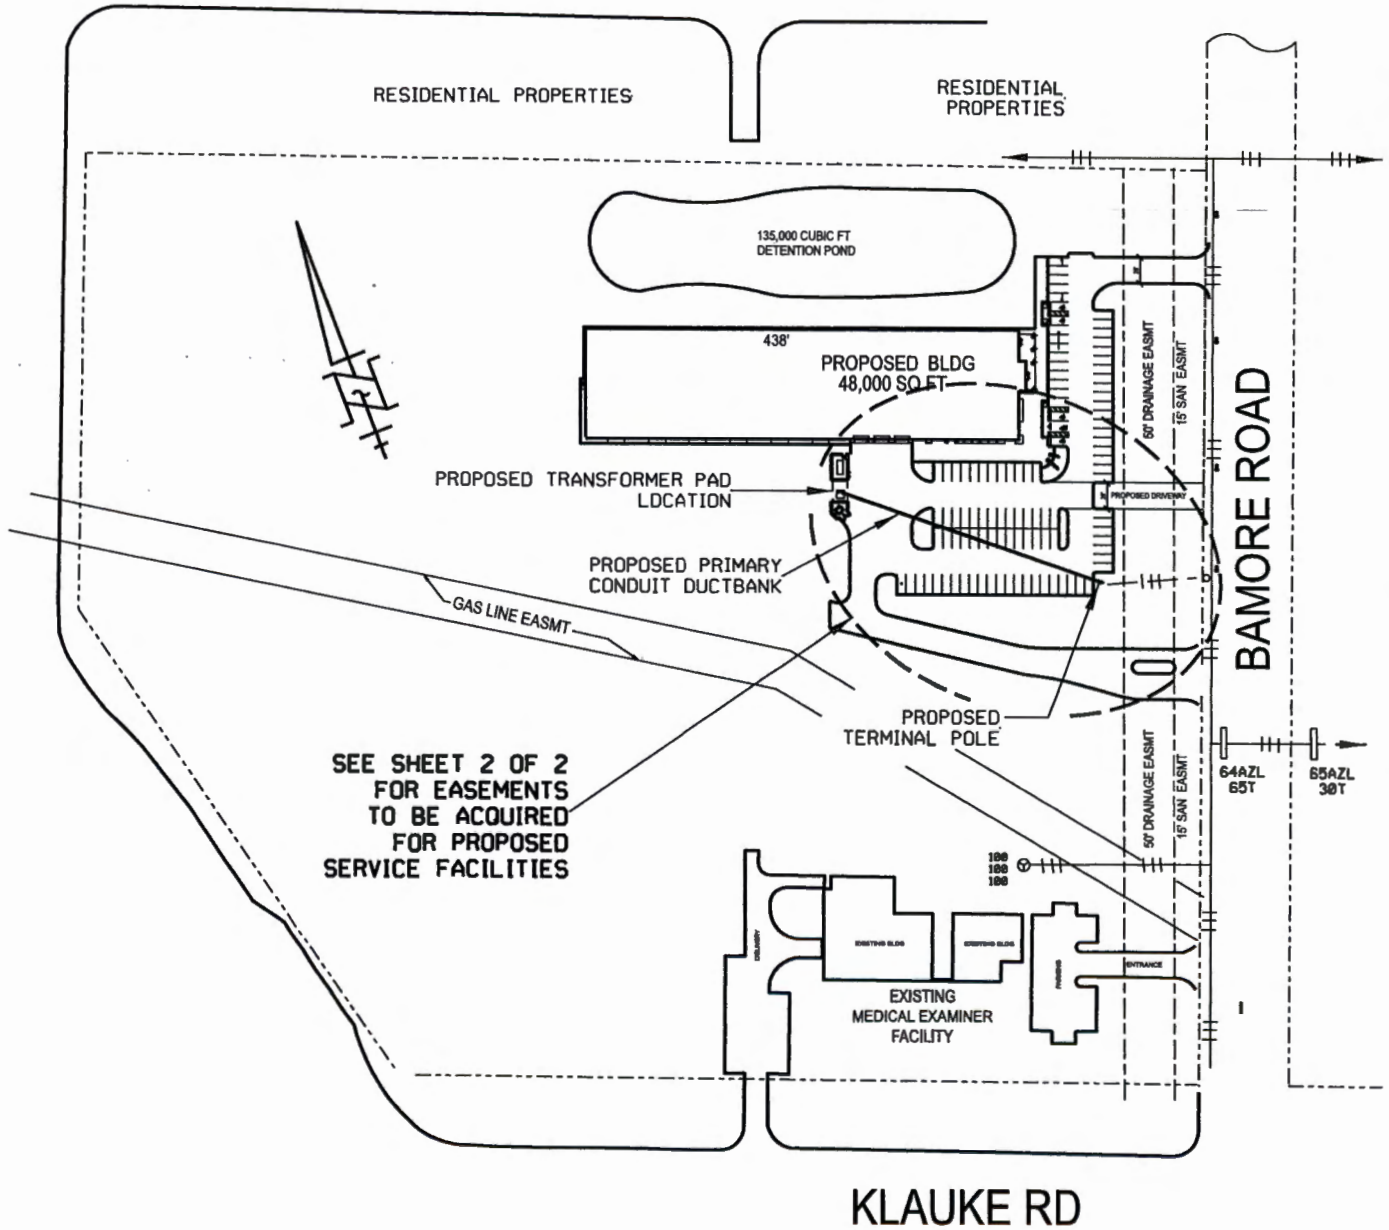 RESIDENTIAL PROPERTIES
RESIDENTIAL
PROPERTIES
135,000 CUBIC FT
DETENTION POND
438'
PROPOSED BLDG
48,000 SQ FT
50' DRAINAGE EASMT
15' SAN EASMT
BAMORE ROAD
PROPOSED TRANSFORMER PAD
LOCATION
PROPOSED DRIVEWAY
PROPOSED PRIMARY
CONDUIT DUCTBANK
GAS LINE EASMT
PROPOSED
TERMINAL POLE
SEE SHEET 2 OF 2
FOR EASEMENTS
TO BE ACQUIRED
FOR PROPOSED
SERVICE FACILITIES
64AZL
65T
65AZL
30T
50' DRAINAGE EASMT
15' SAN EASMT
100
100
100
DELIVERY
EXISTING BLDG
EXISTING BLDG
PARKING
ENTRANCE
EXISTING
MEDICAL EXAMINER
FACILITY
KLAUKE RD